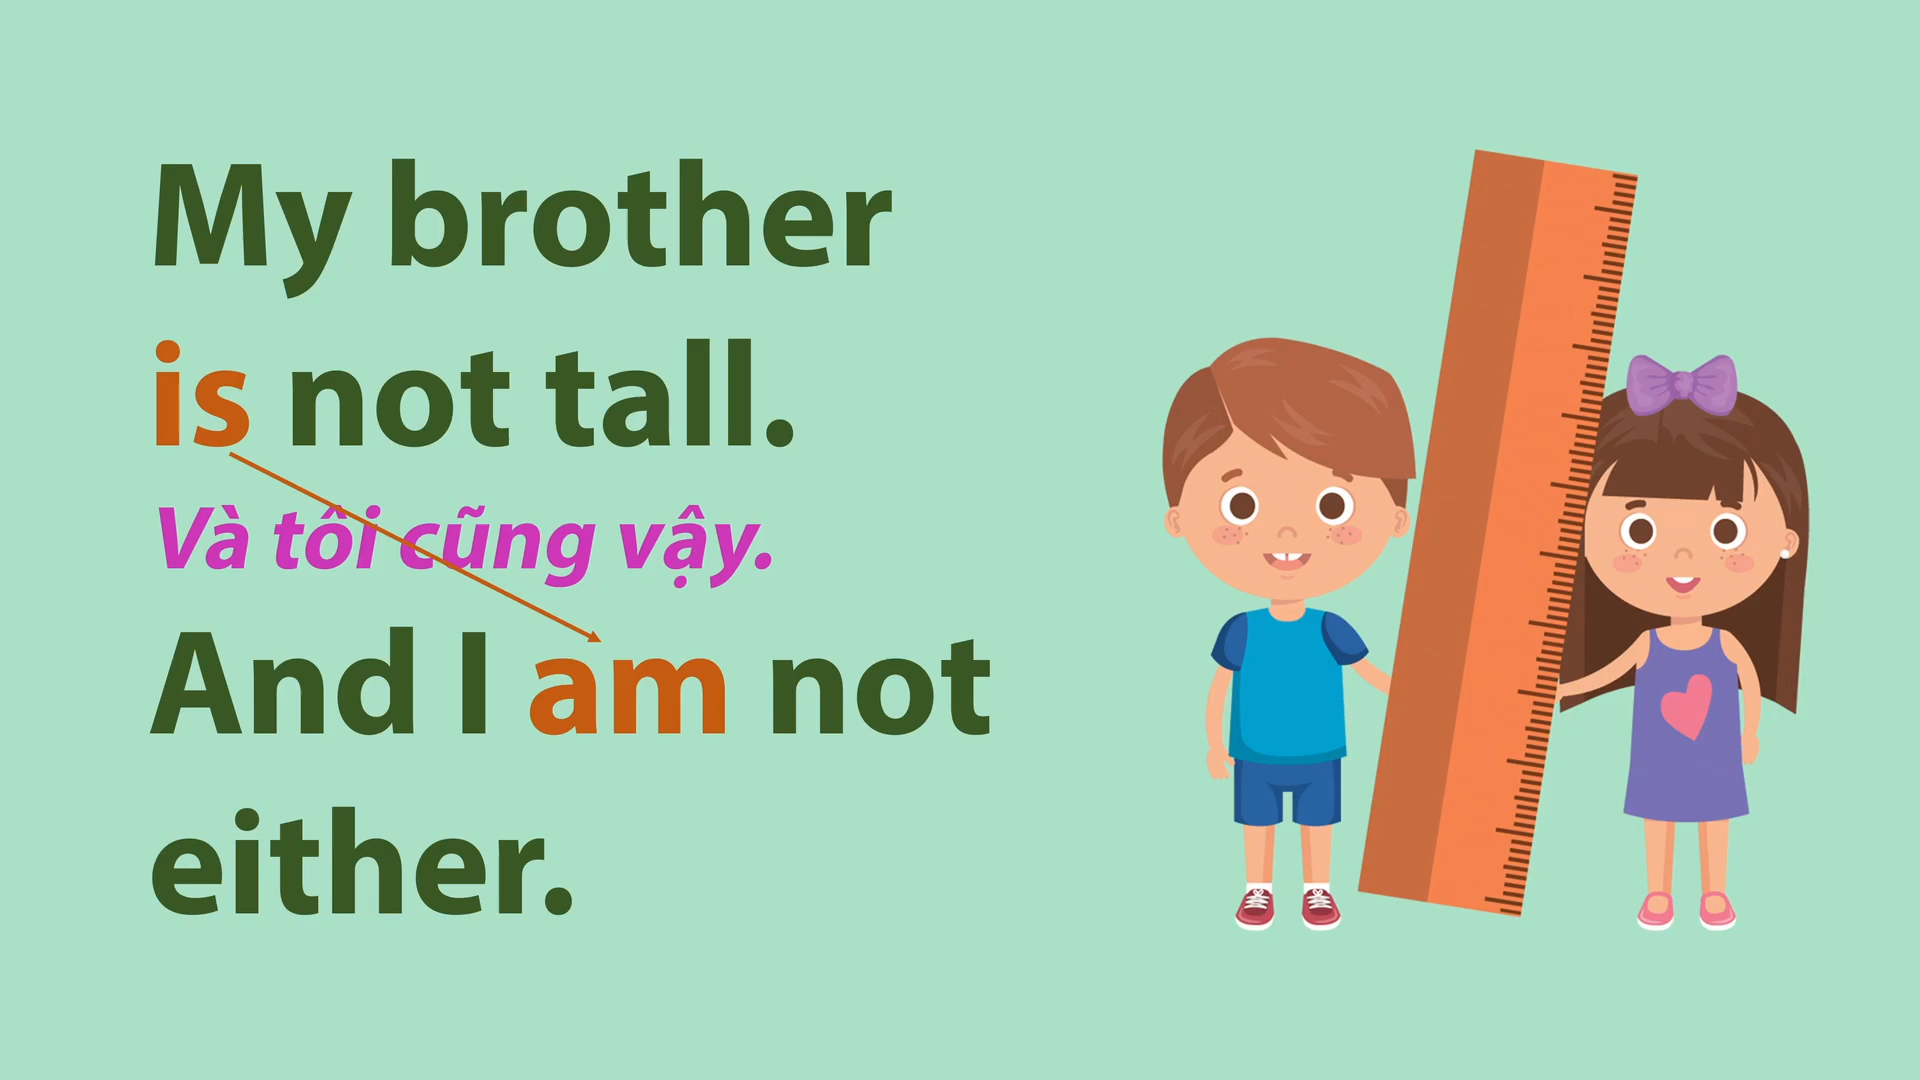 My brother
is not tall.
Và tôi cũng vậy.
And I am not
either.